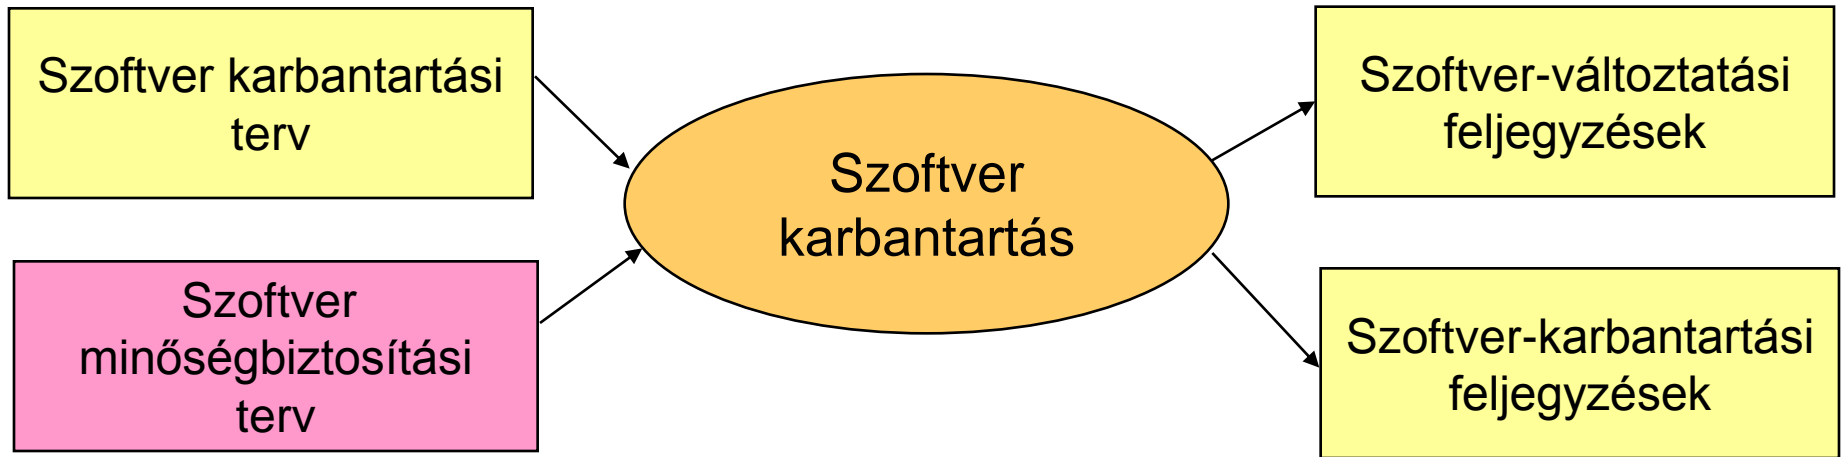 Szoftver karbantartási
terv
Szoftver
minőségbiztosítási
terv
Szoftver
karbantartás
Szoftver-változtatási
feljegyzések
Szoftver-karbantartási
feljegyzések